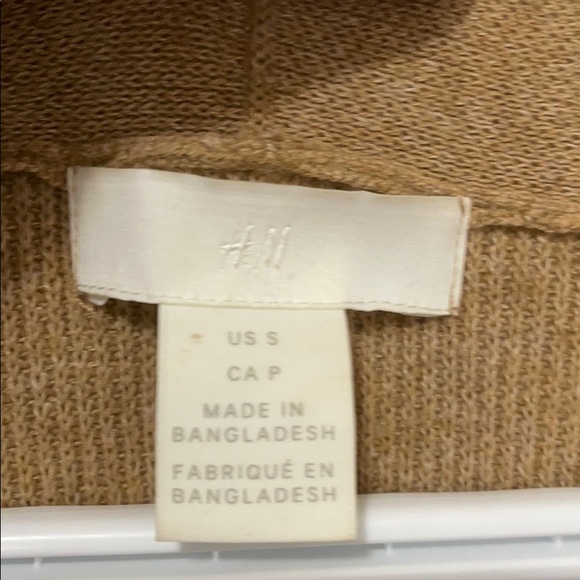 H&M
US S
CA P
MADE IN
BANGLADESH
FABRIQUÉ EN
BANGLADESH